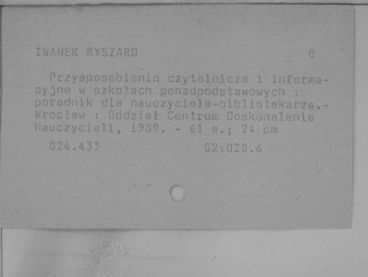 IWANEK RYSZARD 0
Przysposobienie czytelnicze i informa-
cyjne w szkołach ponadpodstawowych :
poradnik dla nauczyciela-bibliotekarza.-
Wrocław : Oddział Centrum Doskonalenia
Nauczycieli, 1989. - 61 s.; 24 cm
024.433 02:028.6